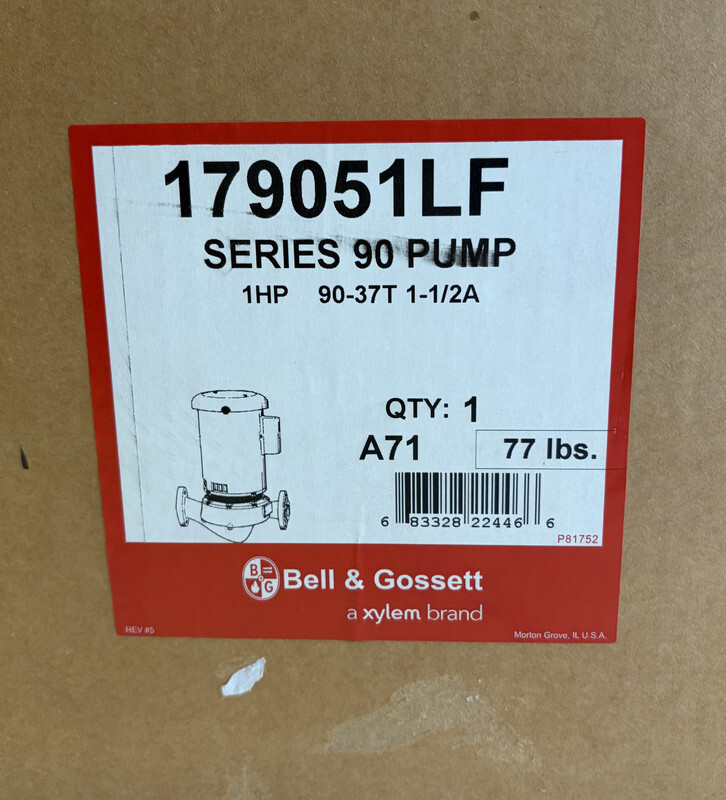 179051LF
SERIES 90 PUMP
1HP 90-37T 1-1/2A
QTY: 1
A71
77 lbs.
6 83328 22446 6
P81752
B G
Bell & Gossett
a xylem brand
REV #5
Morton Grove, IL U.S.A.